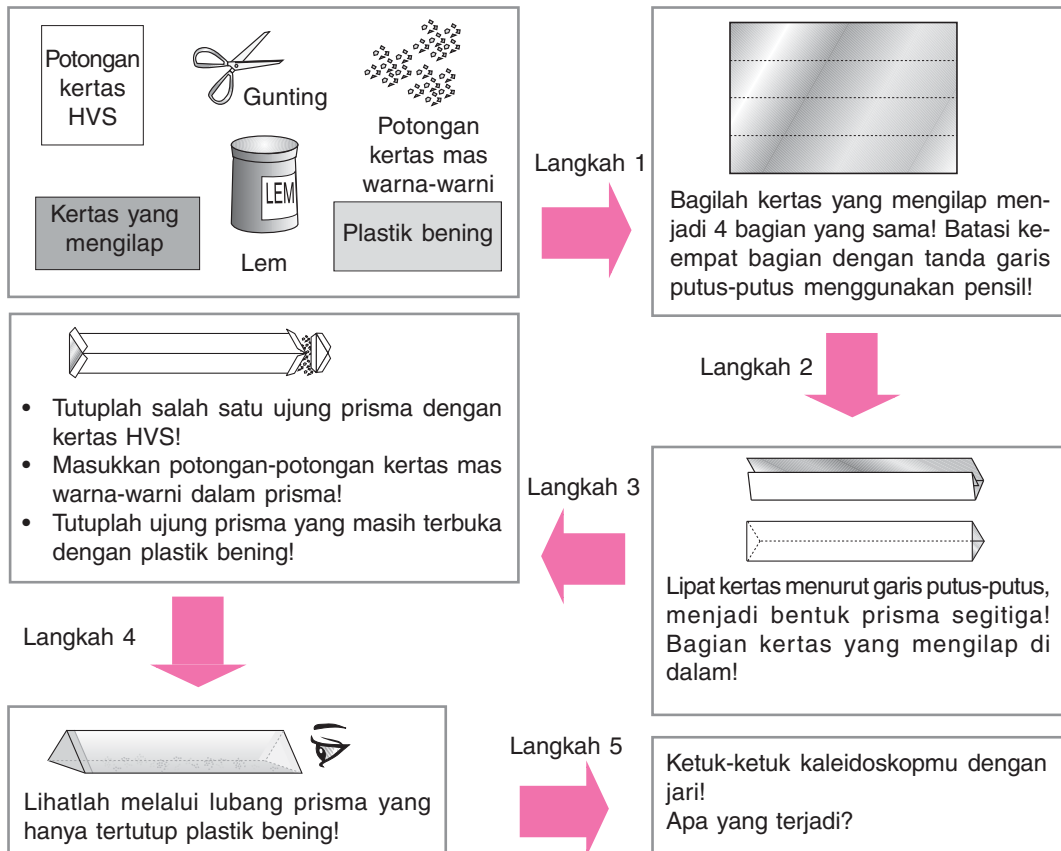 Potongan
kertas
HVS
Gunting
Potongan
kertas mas
warna-warni
LEM
Kertas yang
mengilap
Lem
Plastik bening
Langkah 1
Bagilah kertas yang mengilap men-
jadi 4 bagian yang sama! Batasi ke-
empat bagian dengan tanda garis
putus-putus menggunakan pensil!
Langkah 2
Lipat kertas menurut garis putus-putus,
menjadi bentuk prisma segitiga!
Bagian kertas yang mengilap di
dalam!
Langkah 3
• Tutuplah salah satu ujung prisma dengan
kertas HVS!
• Masukkan potongan-potongan kertas mas
warna-warni dalam prisma!
• Tutuplah ujung prisma yang masih terbuka
dengan plastik bening!
Langkah 4
Lihatlah melalui lubang prisma yang
hanya tertutup plastik bening!
Langkah 5
Ketuk-ketuk kaleidoskopmu dengan
jari!
Apa yang terjadi?